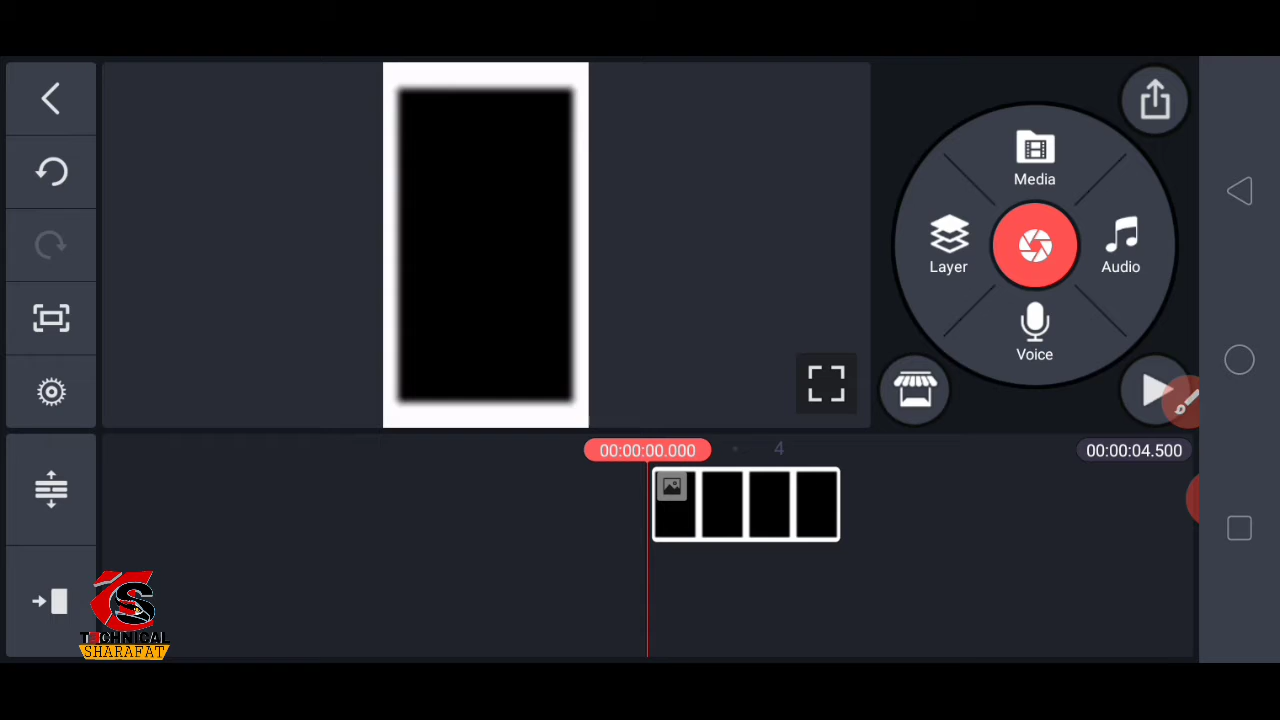 Media
Layer
Audio
Voice
00:00:00.000
4
00:00:04.500
TECHNICAL
SHARAFAT